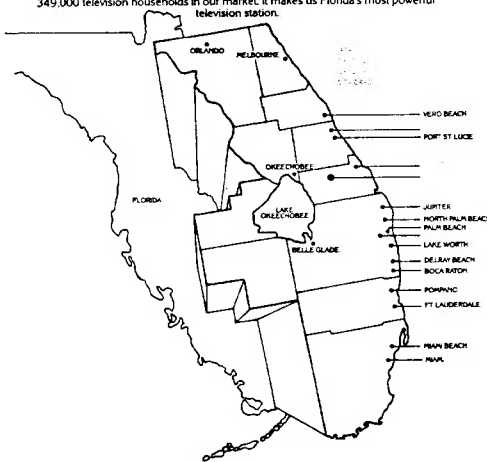 349,000 television households in our market. It makes us Florida's most powerful
television station.
ORLANDO
MELBOURNE
VERO BEACH
PORT ST LUCIE
OKEECHOBEE
FLORIDA
LAKE
OKEECHOBEE
JUPITER
NORTH PALM BEAC
PALM BEACH
LAKE WORTH
BELLE GLADE
DELRAY BEACH
BOCA RATON
POMPANO
FT LAUDERDALE
MIAMI BEACH
MIAMI